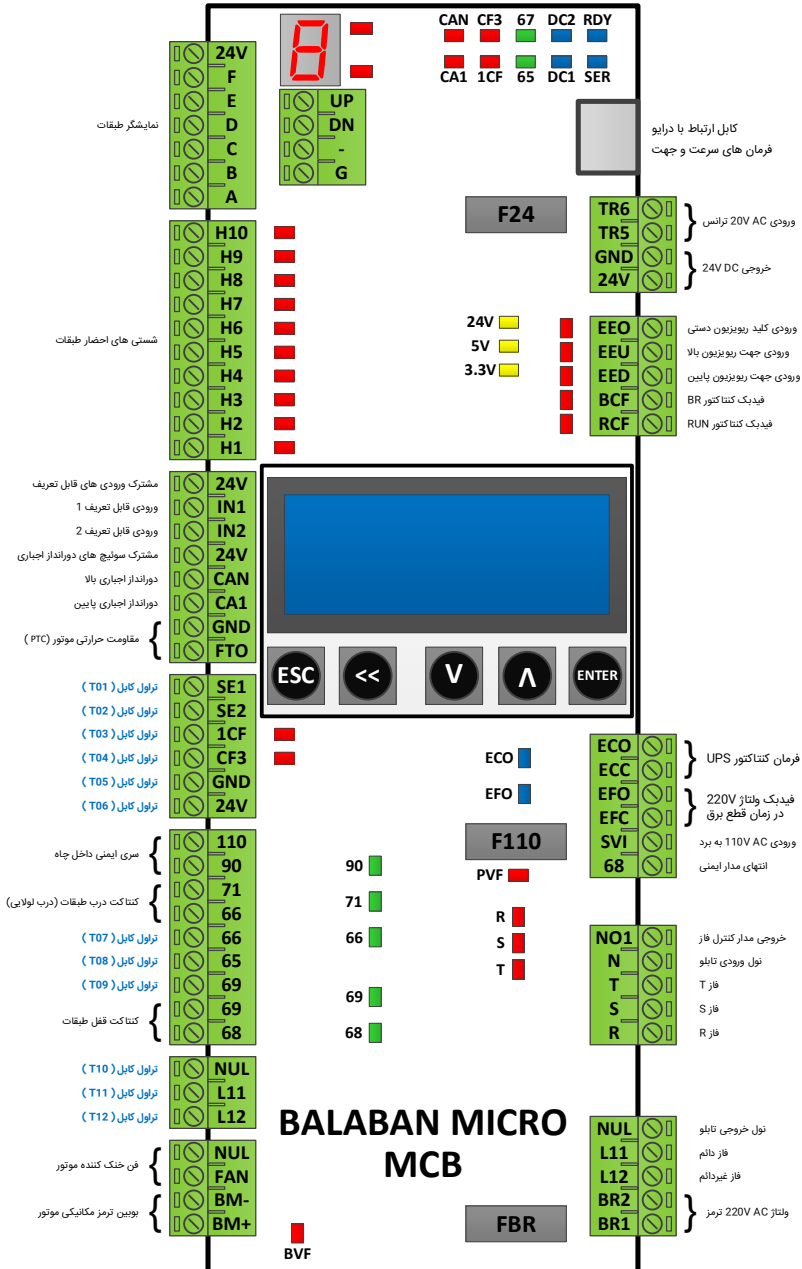 CAN CF3 67 DC2 RDY
CA1 1CF 65 DC1 SER
8
UP
DN
-
G
24V
F
E
D
C
B
A
نمایشگر طبقات
کابل ارتباط با درایو
فرمان های سرعت و جهت
F24
TR6
TR5
GND
24V
ورودی 20V AC ترانس
خروجی 24V DC
H10
H9
H8
H7
H6
H5
H4
H3
H2
H1
شستی های احضار طبقات
24V
5V
3.3V
EEO
EEU
EED
BCF
RCF
ورودی کلید ریویزیون دستی
ورودی جهت ریویزیون بالا
ورودی جهت ریویزیون پایین
فیدبک کنتاکتور BR
فیدبک کنتاکتور RUN
24V
IN1
IN2
24V
CAN
CA1
GND
FTO
مشترک ورودی های قابل تعریف
ورودی قابل تعریف 1
ورودی قابل تعریف 2
مشترک سوئیچ های دورانداز اجباری
دورانداز اجباری بالا
دورانداز اجباری پایین
مقاومت حرارتی موتور (PTC )
ESC << V Λ ENTER
SE1
SE2
1CF
CF3
GND
24V
تراول کابل ( T01 )
تراول کابل ( T02 )
تراول کابل ( T03 )
تراول کابل ( T04 )
تراول کابل ( T05 )
تراول کابل ( T06 )
ECO
EFO
F110
PVF
R
S
T
ECO
ECC
EFO
EFC
SVI
68
فرمان کنتاکتور UPS
فیدبک ولتاژ 220V
در زمان قطع برق
ورودی 110V AC به برد
انتهای مدار ایمنی
110
90
71
66
66
65
69
69
68
سری ایمنی داخل چاه
کنتاکت درب طبقات (درب لولایی)
تراول کابل ( T07 )
تراول کابل ( T08 )
تراول کابل ( T09 )
کنتاکت قفل طبقات
90
71
66
69
68
NO1
N
T
S
R
خروجی مدار کنترل فاز
نول ورودی تابلو
فاز T
فاز S
فاز R
NUL
L11
L12
تراول کابل ( T10 )
تراول کابل ( T11 )
تراول کابل ( T12 )
BALABAN MICRO
MCB
NUL
FAN
BM-
BM+
فن خنک کننده موتور
بوبین ترمز مکانیکی موتور
BVF
FBR
NUL
L11
L12
BR2
BR1
نول خروجی تابلو
فاز دائم
فاز غیردائم
ولتاژ 220V AC ترمز